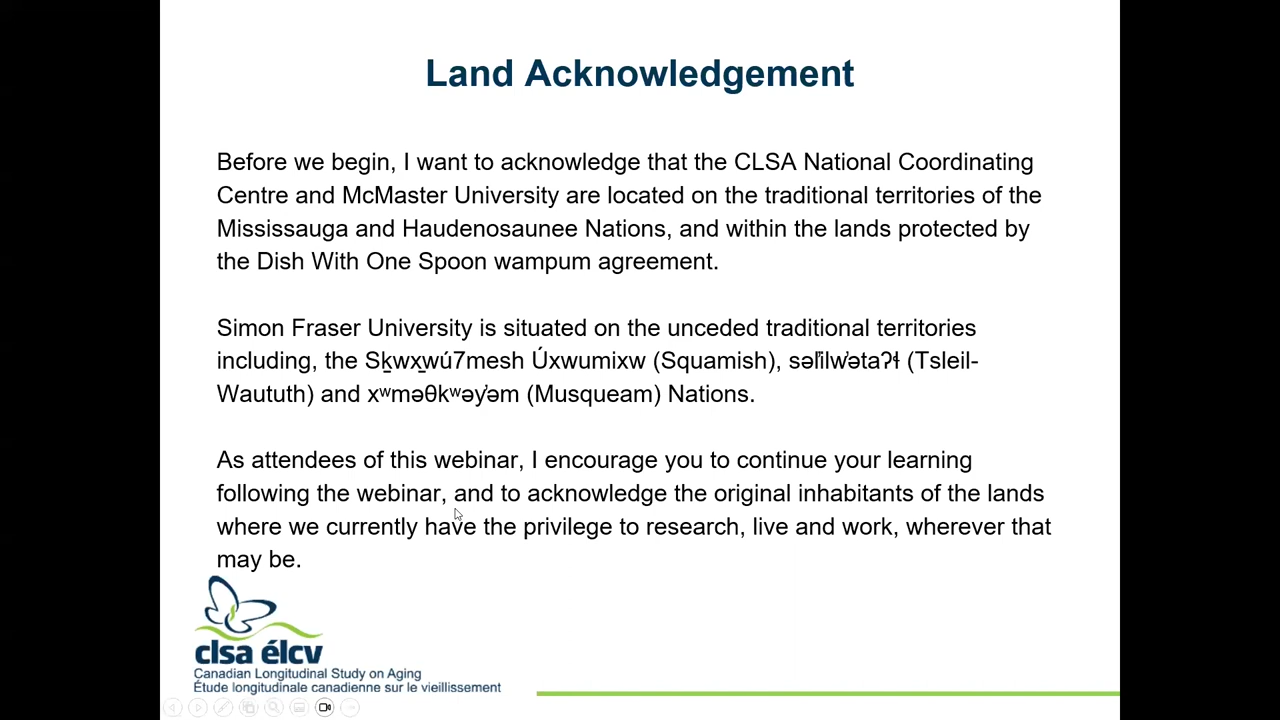 Land Acknowledgement
Before we begin, I want to acknowledge that the CLSA National Coordinating
Centre and McMaster University are located on the traditional territories of the
Mississauga and Haudenosaunee Nations, and within the lands protected by
the Dish With One Spoon wampum agreement.
Simon Fraser University is situated on the unceded traditional territories
including, the Sḵwx̱wú7mesh Úxwumixw (Squamish), səl̓ilw̓ətaʔɬ (Tsleil-
Waututh) and xʷməθkʷəy̓əm (Musqueam) Nations.
As attendees of this webinar, I encourage you to continue your learning
following the webinar, and to acknowledge the original inhabitants of the lands
where we currently have the privilege to research, live and work, wherever that
may be.
clsa élcv
Canadian Longitudinal Study on Aging
Étude longitudinale canadienne sur le vieillissement